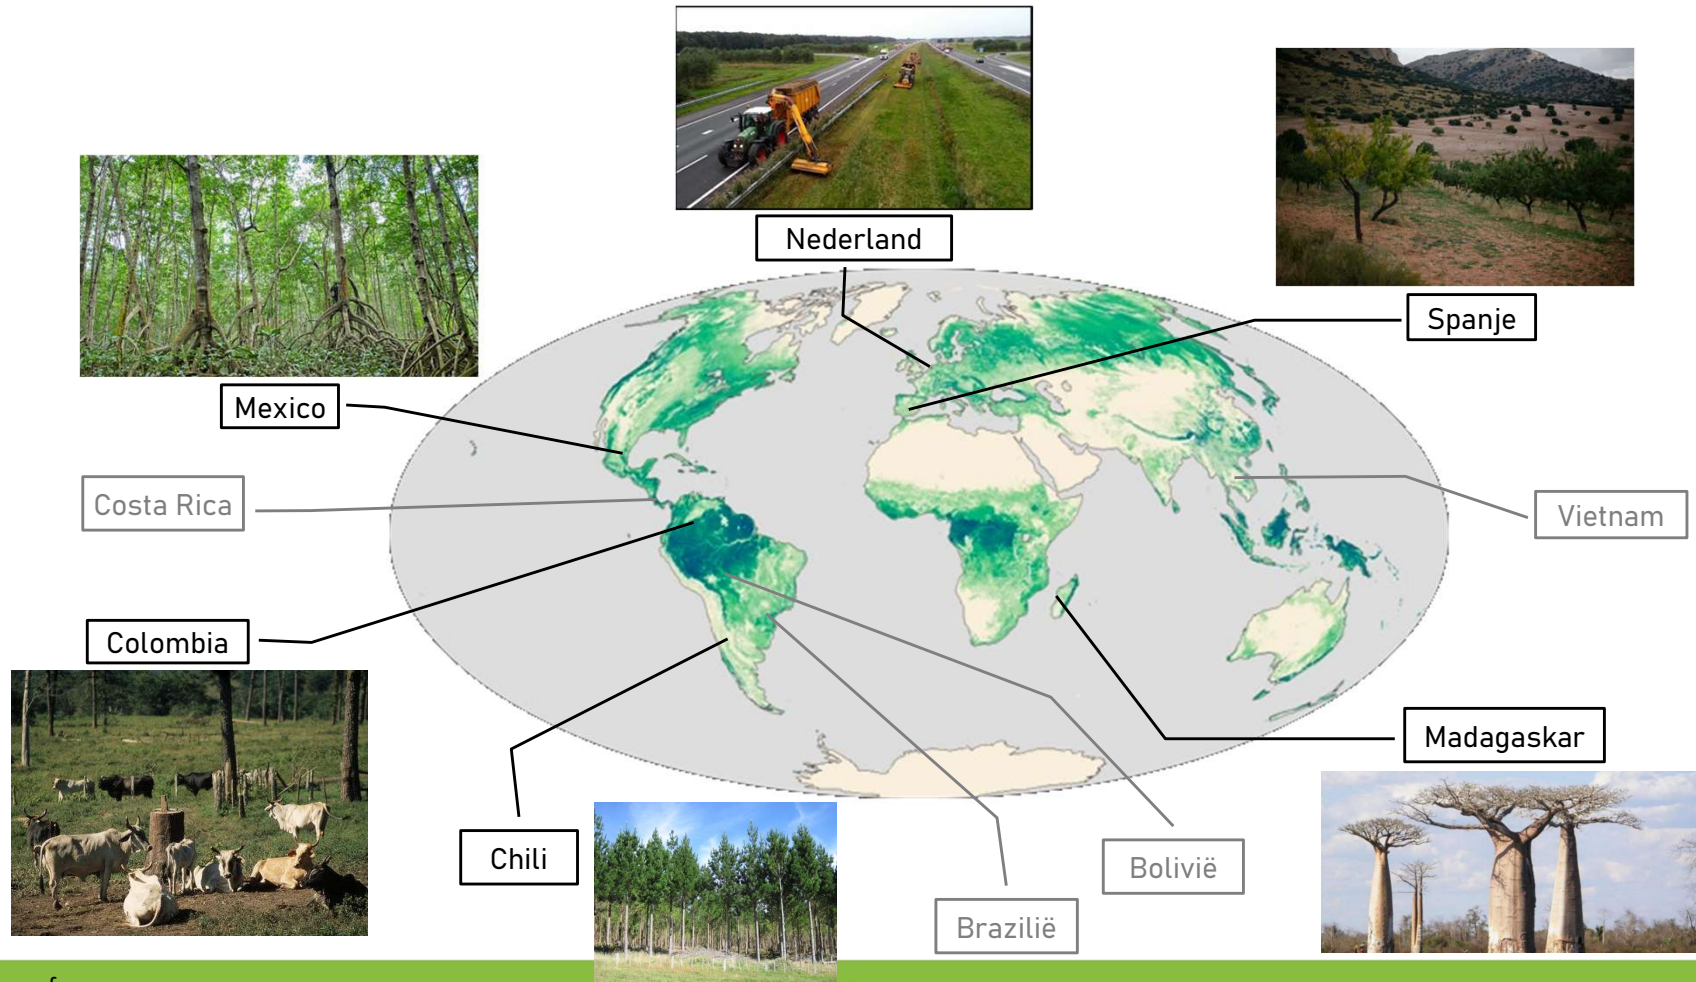 Nederland
Spanje
Mexico
Costa Rica
Vietnam
Colombia
Madagaskar
Chili
Bolivië
Brazilië